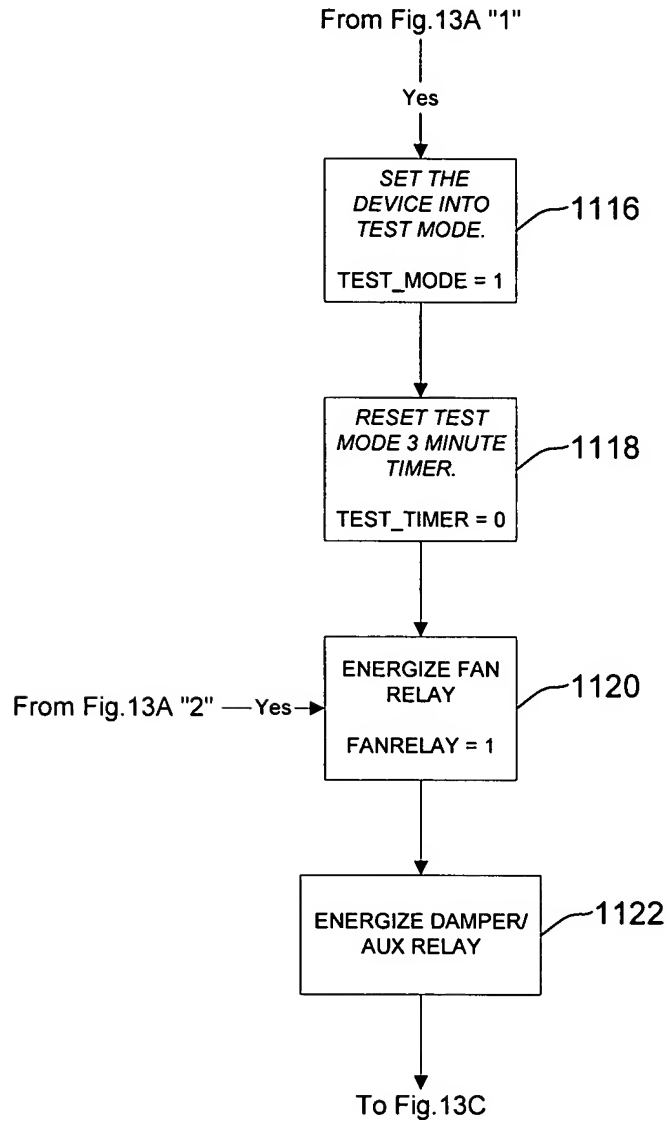 From Fig.13A "1"
Yes
SET THE
DEVICE INTO
TEST MODE.
TEST_MODE = 1
1116
RESET TEST
MODE 3 MINUTE
TIMER.
TEST_TIMER = 0
1118
From Fig.13A "2"
Yes
ENERGIZE FAN
RELAY
FANRELAY = 1
1120
ENERGIZE DAMPER/
AUX RELAY
1122
To Fig.13C